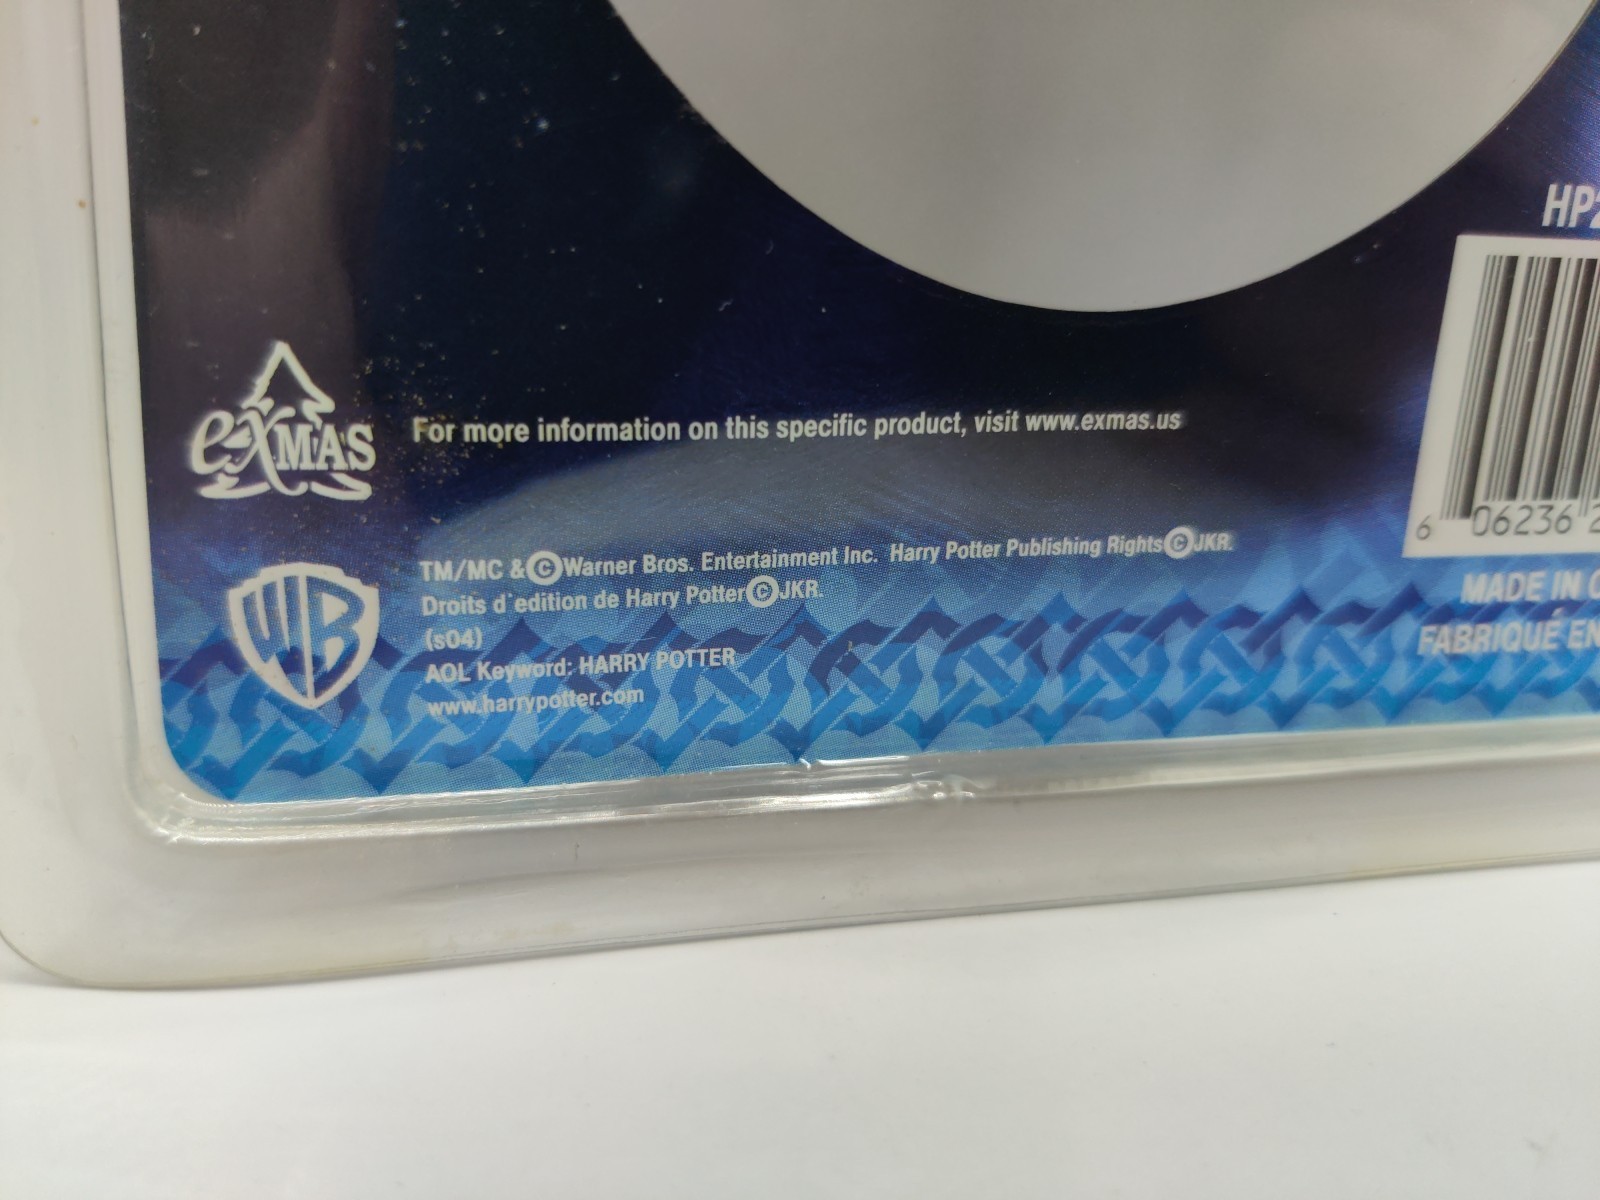 HP2
eXMAS
For more information on this specific product, visit www.exmas.us
6 06236 2
TM/MC & © Warner Bros. Entertainment Inc. Harry Potter Publishing Rights © JKR.
Droits d'edition de Harry Potter © JKR.
(s04)
AOL Keyword: HARRY POTTER
www.harrypotter.com
WB
MADE IN
FABRIQUÉ EN